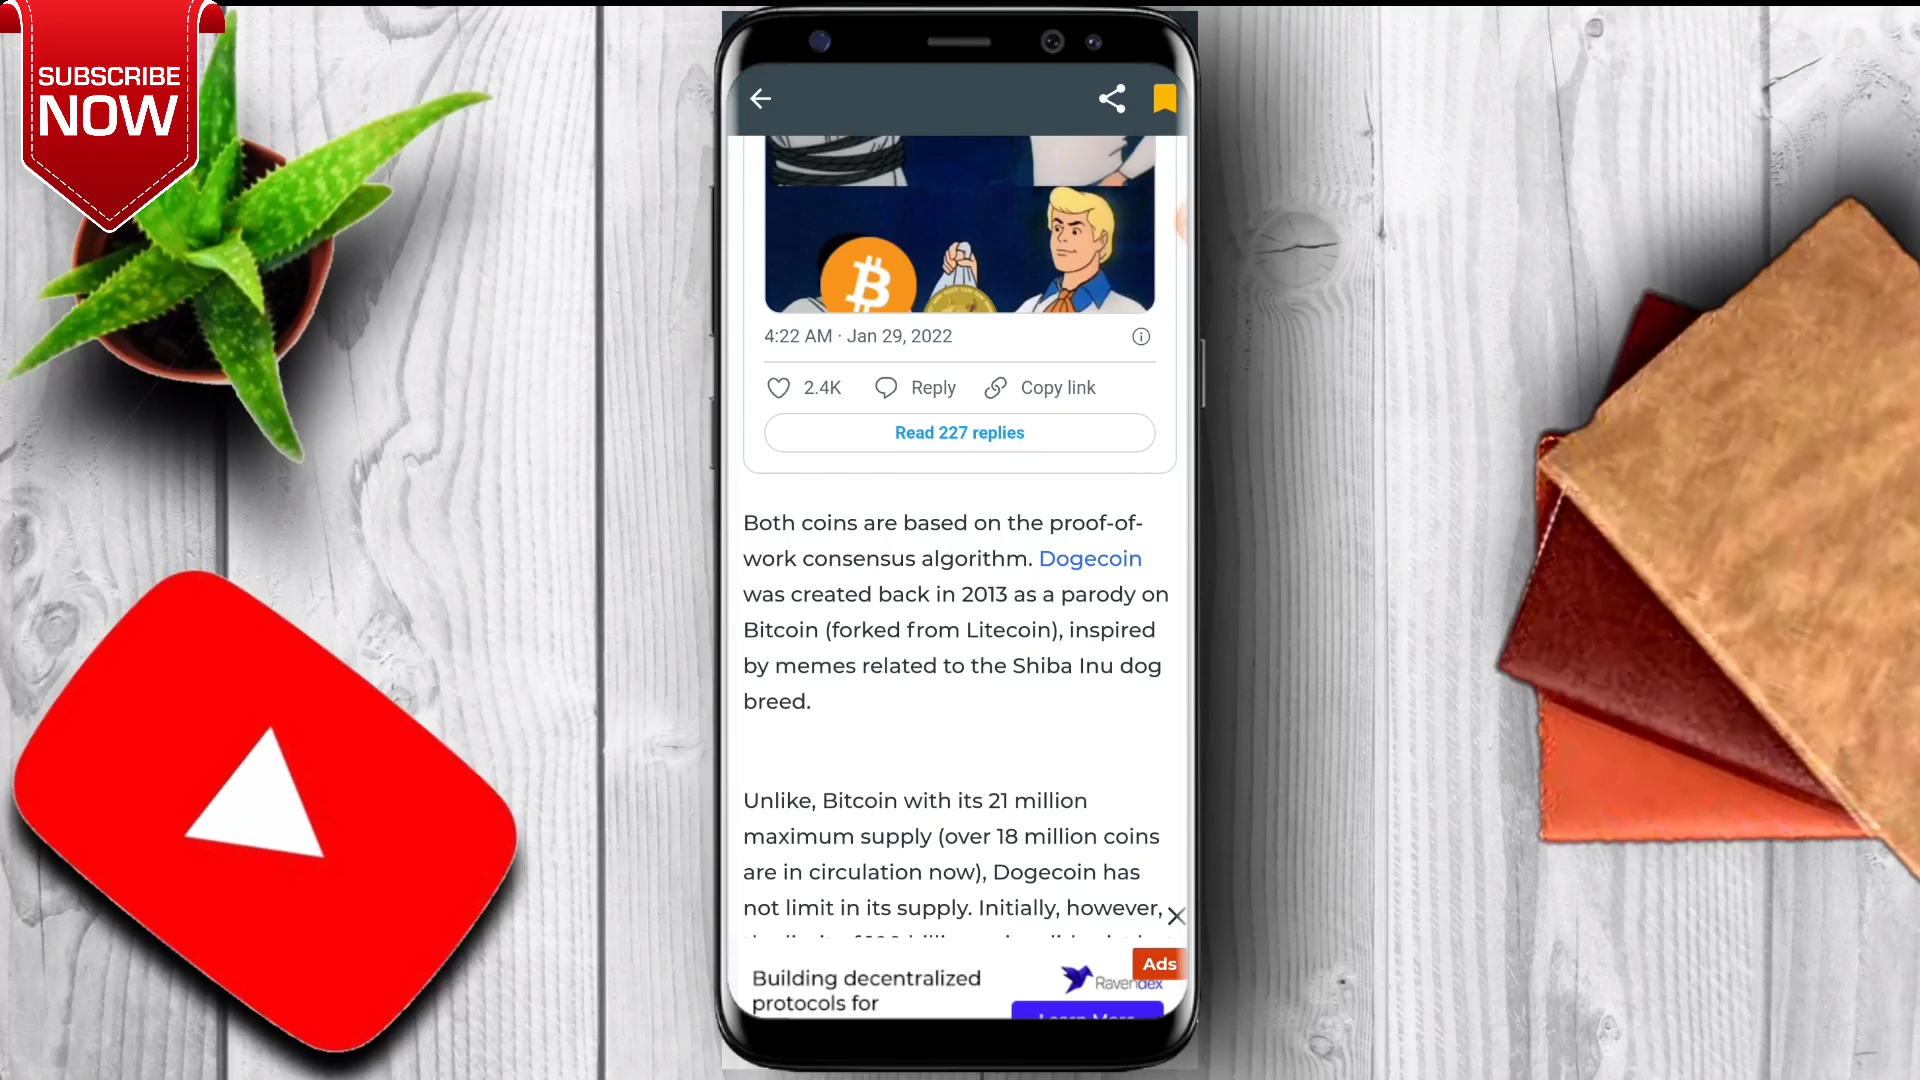 SUBSCRIBE
NOW
4:22 AM · Jan 29, 2022
2.4K Reply Copy link
Read 227 replies
Both coins are based on the proof-of-
work consensus algorithm. Dogecoin
was created back in 2013 as a parody on
Bitcoin (forked from Litecoin), inspired
by memes related to the Shiba Inu dog
breed.
Unlike, Bitcoin with its 21 million
maximum supply (over 18 million coins
are in circulation now), Dogecoin has
not limit in its supply. Initially, however,
Ads
Building decentralized
protocols for
Ravendex
Learn More